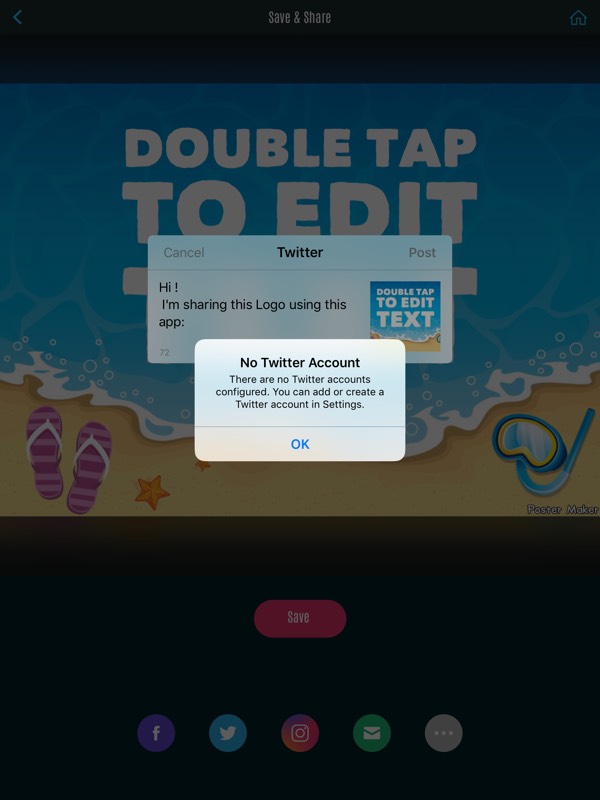 Save & Share
DOUBLE TAP
TO EDIT
Cancel
Twitter
Post
Hi !
I'm sharing this Logo using this
app:
DOUBLE TAP
TO EDIT
TEXT
72
No Twitter Account
There are no Twitter accounts
configured. You can add or create a
Twitter account in Settings.
OK
Poster Maker
Save